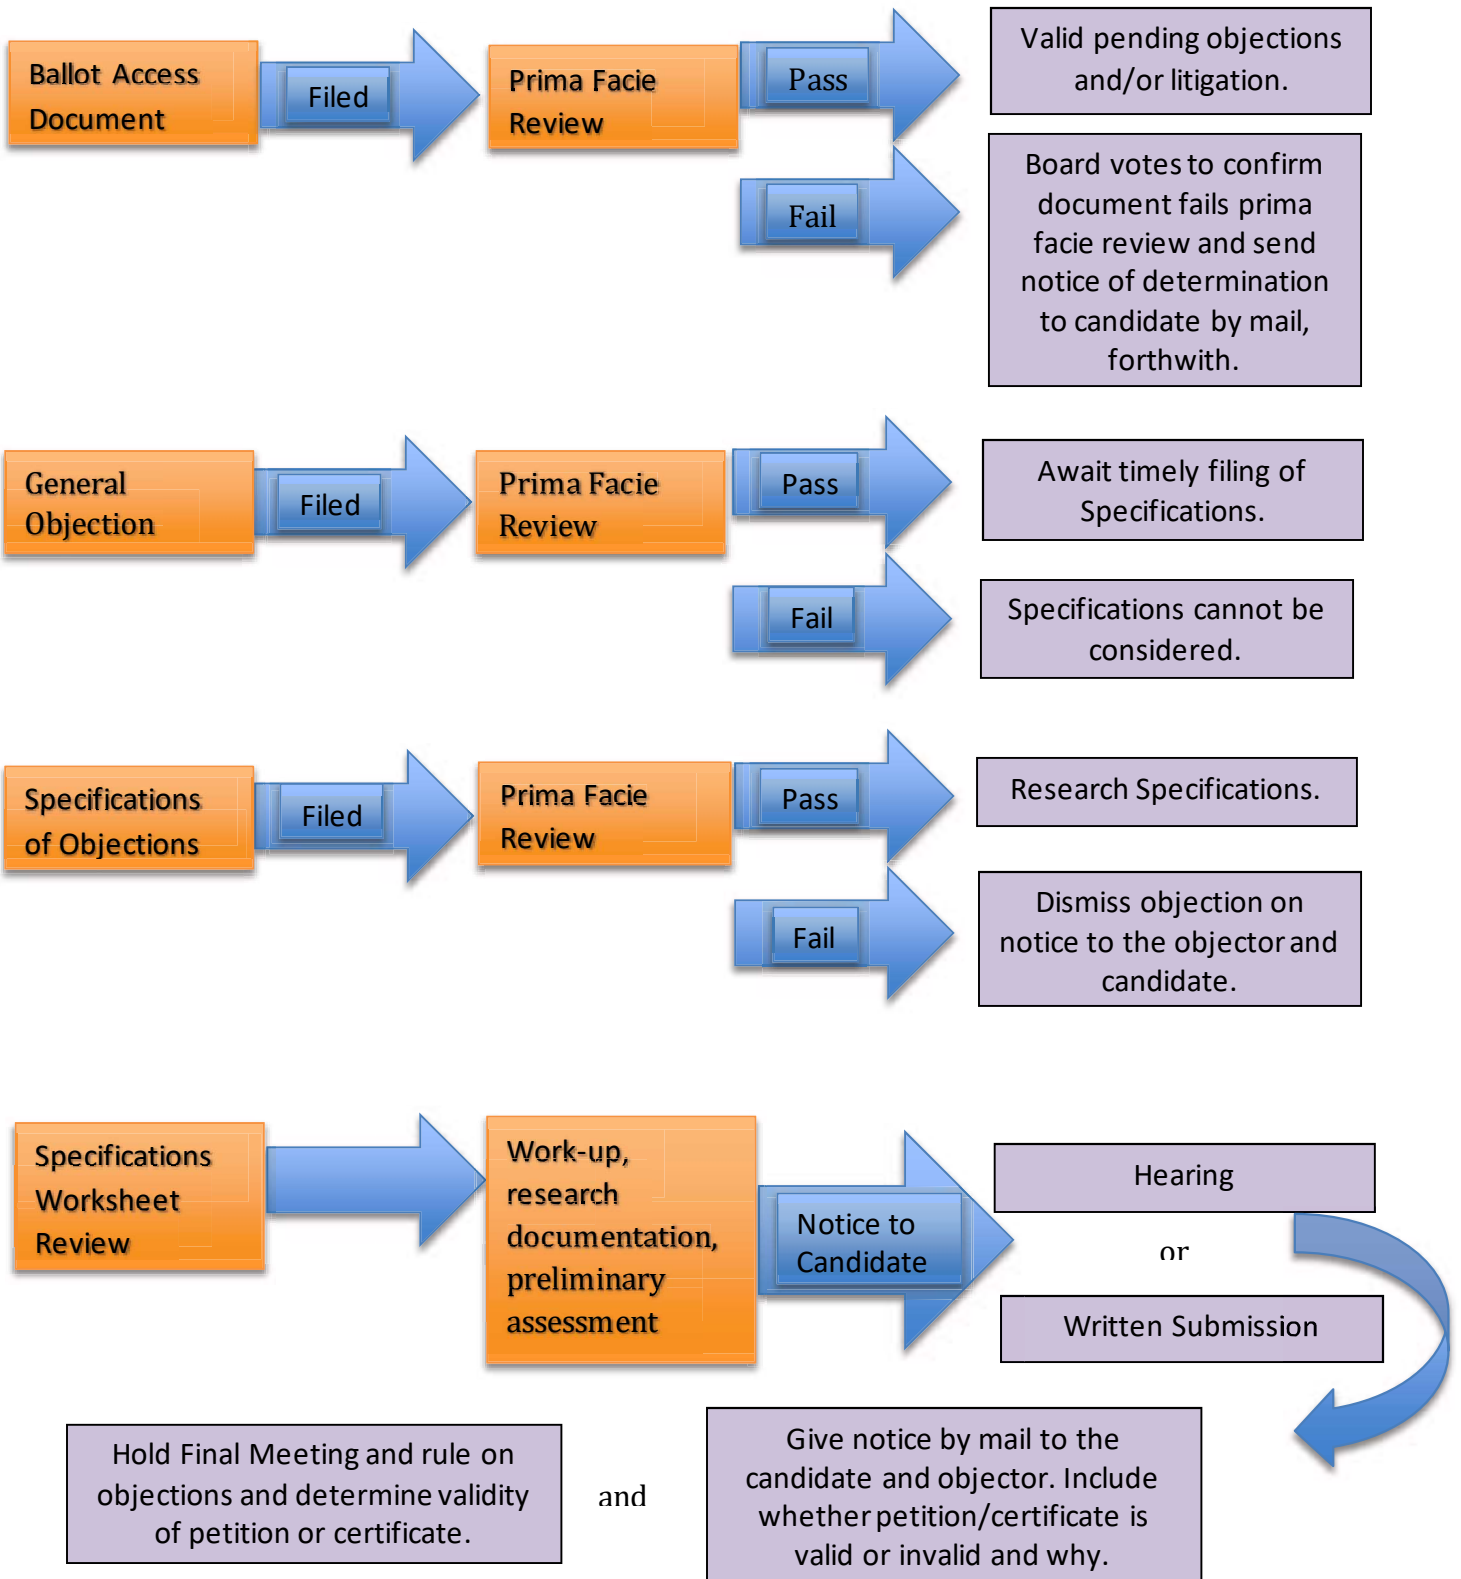 Ballot Access
Document
Filed
Prima Facie
Review
Pass
Valid pending objections
and/or litigation.
Fail
Board votes to confirm
document fails prima
facie review and send
notice of determination
to candidate by mail,
forthwith.
General
Objection
Filed
Prima Facie
Review
Pass
Await timely filing of
Specifications.
Fail
Specifications cannot be
considered.
Specifications
of Objections
Filed
Prima Facie
Review
Pass
Research Specifications.
Fail
Dismiss objection on
notice to the objector and
candidate.
Specifications
Worksheet
Review
Work-up,
research
documentation,
preliminary
assessment
Notice to
Candidate
Hearing
or
Written Submission
Hold Final Meeting and rule on
objections and determine validity
of petition or certificate.
and
Give notice by mail to the
candidate and objector. Include
whether petition/certificate is
valid or invalid and why.